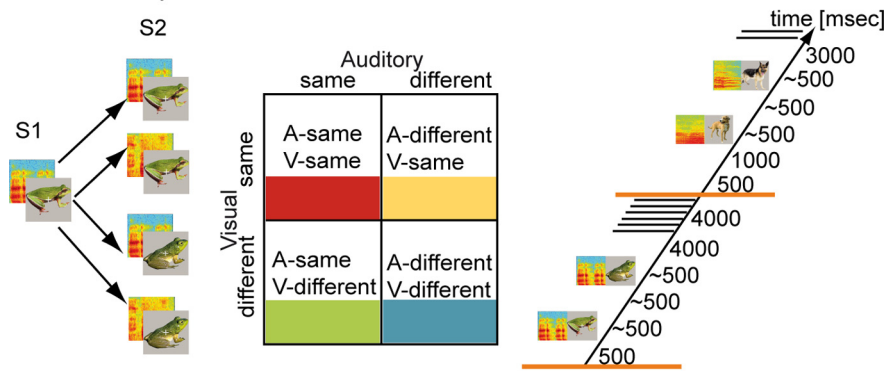 S1
S2
Auditory
same
different
Visual
same
different
A-same
V-same
A-different
V-same
A-same
V-different
A-different
V-different
time [msec]
3000
~500
~500
~500
1000
500
4000
4000
~500
~500
~500
500